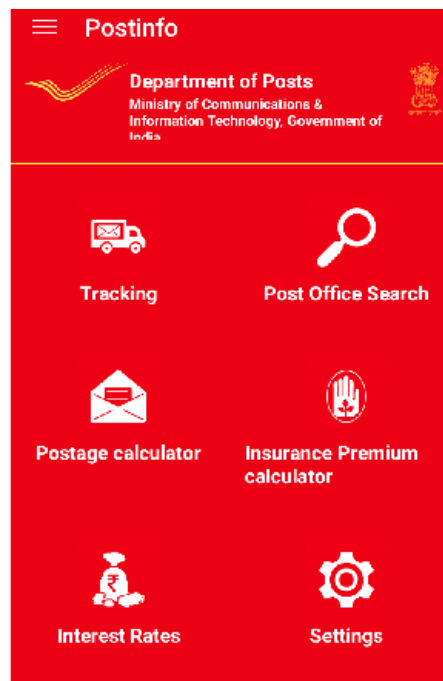 Postinfo
Department of Posts
Ministry of Communications &
Information Technology, Government of
India
Tracking
Post Office Search
Postage calculator
Insurance Premium
calculator
₹
Interest Rates
Settings